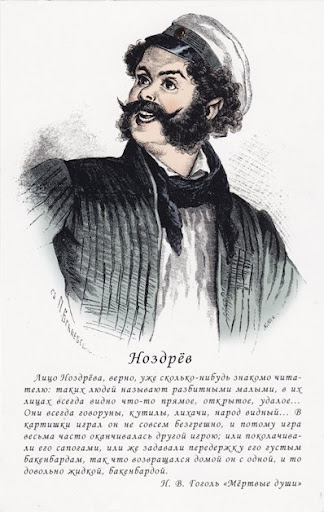 Ноздрёв
Лицо Ноздрёва, верно, уже сколько-нибудь знакомо чита-
телю: таких людей называют разбитными малыми, в их
лицах всегда видно что-то прямое, открытое, удалое...
Они всегда говоруны, кутилы, лихачи, народ видный... В
картишки играл он не совсем безгрешно, и потому игра
весьма часто оканчивалась другой игрою; или поколачива-
ли его сапогами, или же задавали передержку его густым
бакенбардам, так что возвращался домой он с одной, и то
довольно жидкой, бакенбардой.
Н. В. Гоголь «Мёртвые души»